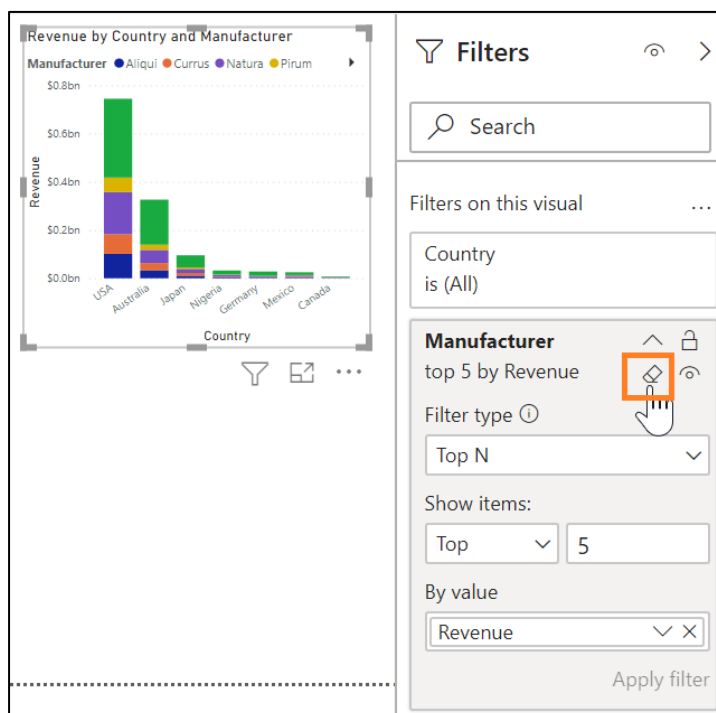 Revenue by Country and Manufacturer
Manufacturer Aliqui Currus Natura Pirum
$0.8bn
$0.6bn
$0.4bn
$0.2bn
$0.0bn
Revenue
USA
Australia
Japan
Nigeria
Germany
Mexico
Canada
Country
Filters
Search
Filters on this visual ...
Country
is (All)
Manufacturer
top 5 by Revenue
Filter type
Top N
Show items:
Top 5
By value
Revenue
Apply filter